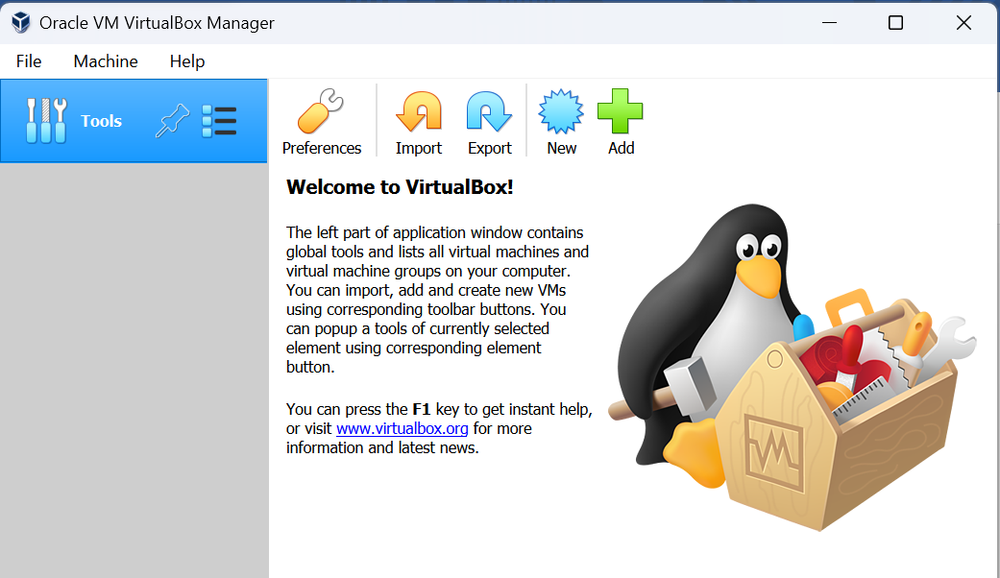 Oracle VM VirtualBox Manager
File Machine Help
Tools
Preferences Import Export New Add
Welcome to VirtualBox!
The left part of application window contains
global tools and lists all virtual machines and
virtual machine groups on your computer.
You can import, add and create new VMs
using corresponding toolbar buttons. You
can popup a tools of currently selected
element using corresponding element
button.
You can press the F1 key to get instant help,
or visit www.virtualbox.org for more
information and latest news.
VM